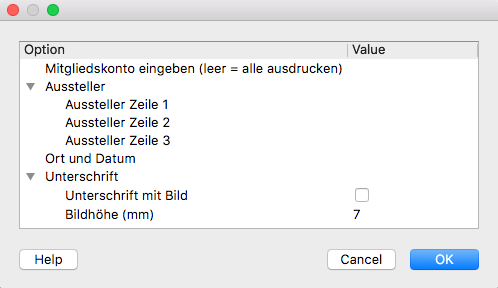 Option Value
Mitgliedskonto eingeben (leer = alle ausdrucken)
Aussteller
Aussteller Zeile 1
Aussteller Zeile 2
Aussteller Zeile 3
Ort und Datum
Unterschrift
Unterschrift mit Bild
Bildhöhe (mm) 7
Help Cancel OK